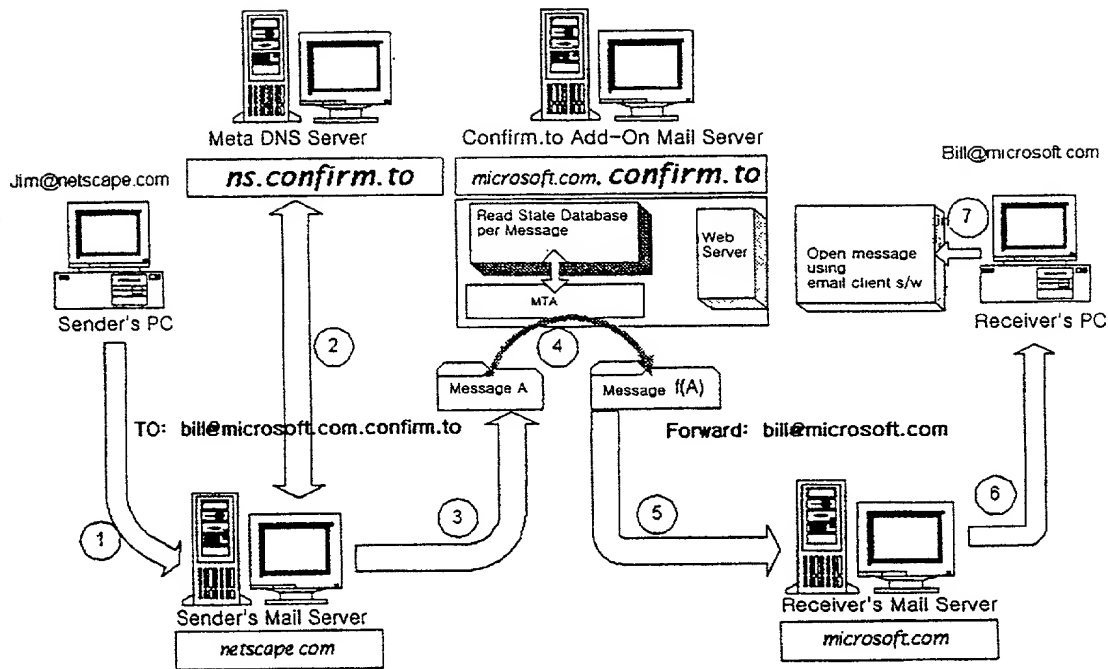 Meta DNS Server
ns.confirm.to
Confirm.to Add-On Mail Server
microsoft.com. confirm.to
Jim@netscape.com
Bill@microsoft.com
Sender's PC
Read State Database
per Message
Web
Server
MTA
Open message
using
email client s/w
7
Receiver's PC
2
4
Message A
Message f(A)
TO: bill@microsoft.com.confirm.to
Forward: bill@microsoft.com
1
3
5
6
Sender's Mail Server
netscape.com
Receiver's Mail Server
microsoft.com